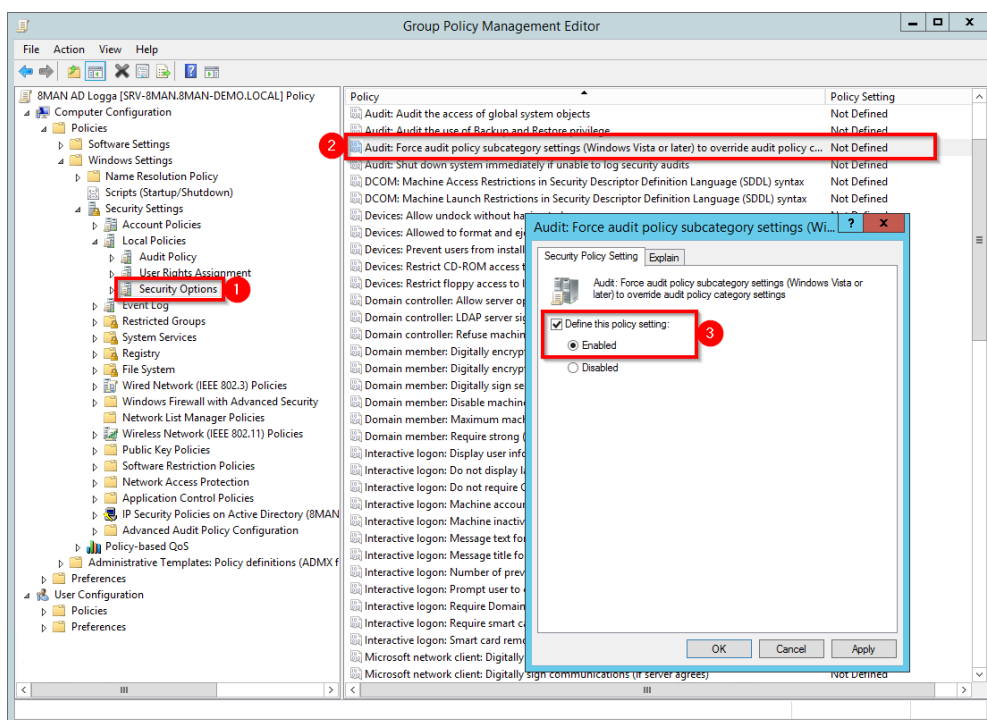 Group Policy Management Editor
File Action View Help
8MAN AD Logga [SRV-8MAN.8MAN-DEMO.LOCAL] Policy
Computer Configuration
Policies
Software Settings
Windows Settings
Name Resolution Policy
Scripts (Startup/Shutdown)
Security Settings
Account Policies
Local Policies
Audit Policy
User Rights Assignment
Security Options
1
Event Log
Restricted Groups
System Services
Registry
File System
Wired Network (IEEE 802.3) Policies
Windows Firewall with Advanced Security
Network List Manager Policies
Wireless Network (IEEE 802.11) Policies
Public Key Policies
Software Restriction Policies
Network Access Protection
Application Control Policies
IP Security Policies on Active Directory (8MAN
Advanced Audit Policy Configuration
Policy-based QoS
Administrative Templates: Policy definitions (ADMX f
Preferences
User Configuration
Policies
Preferences
Policy Policy Setting
Audit: Audit the access of global system objects Not Defined
Audit: Audit the use of Backup and Restore privilege Not Defined
2
Audit: Force audit policy subcategory settings (Windows Vista or later) to override audit policy c... Not Defined
Audit: Shut down system immediately if unable to log security audits Not Defined
DCOM: Machine Access Restrictions in Security Descriptor Definition Language (SDDL) syntax Not Defined
DCOM: Machine Launch Restrictions in Security Descriptor Definition Language (SDDL) syntax Not Defined
Devices: Allow undock without
Devices: Allowed to format and
Devices: Prevent users from install
Devices: Restrict CD-ROM access
Devices: Restrict floppy access to
Domain controller: Allow server
Domain controller: LDAP server
Domain controller: Refuse machin
Domain member: Digitally encryp
Domain member: Digitally encryp
Domain member: Digitally sign se
Domain member: Disable machine
Domain member: Maximum mach
Domain member: Require strong (
Interactive logon: Display user info
Interactive logon: Do not display
Interactive logon: Do not require
Interactive logon: Machine accour
Interactive logon: Machine inactiv
Interactive logon: Message text for
Interactive logon: Message title fo
Interactive logon: Number of prev
Interactive logon: Prompt user to
Interactive logon: Require Domain
Interactive logon: Require smart ca
Interactive logon: Smart card remo
Microsoft network client: Digitally
Microsoft network client: Digitally sign communications (if server agrees) Not Defined
Audit: Force audit policy subcategory settings (Wi... ? x
Security Policy Setting Explain
Audit: Force audit policy subcategory settings (Windows Vista or
later) to override audit policy category settings
Define this policy setting:
3
Enabled
Disabled
OK Cancel Apply